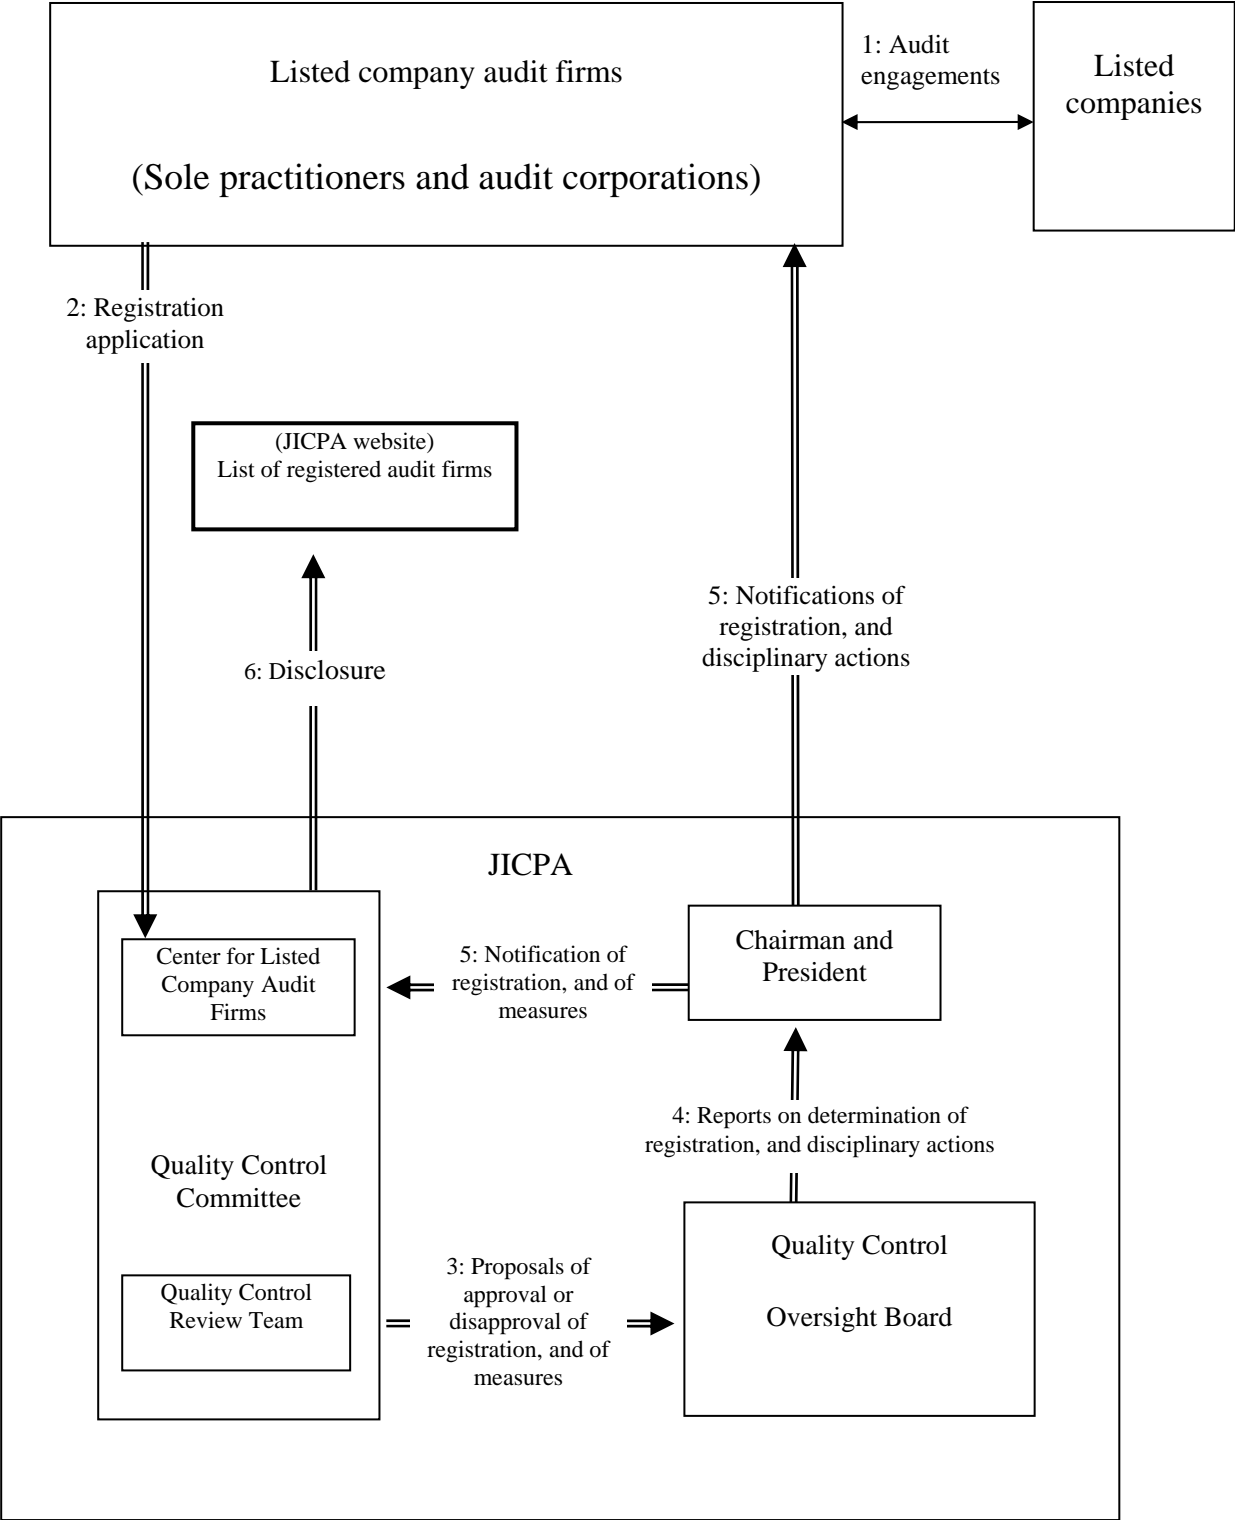 Listed company audit firms
(Sole practitioners and audit corporations)
1: Audit
engagements
Listed
companies
2: Registration
application
(JICPA website)
List of registered audit firms
5: Notifications of
registration, and
disciplinary actions
6: Disclosure
JICPA
Center for Listed
Company Audit
Firms
5: Notification of
registration, and of
measures
Chairman and
President
4: Reports on determination of
registration, and disciplinary actions
Quality Control
Committee
Quality Control
Review Team
3: Proposals of
approval or
disapproval of
registration, and of
measures
Quality Control
Oversight Board